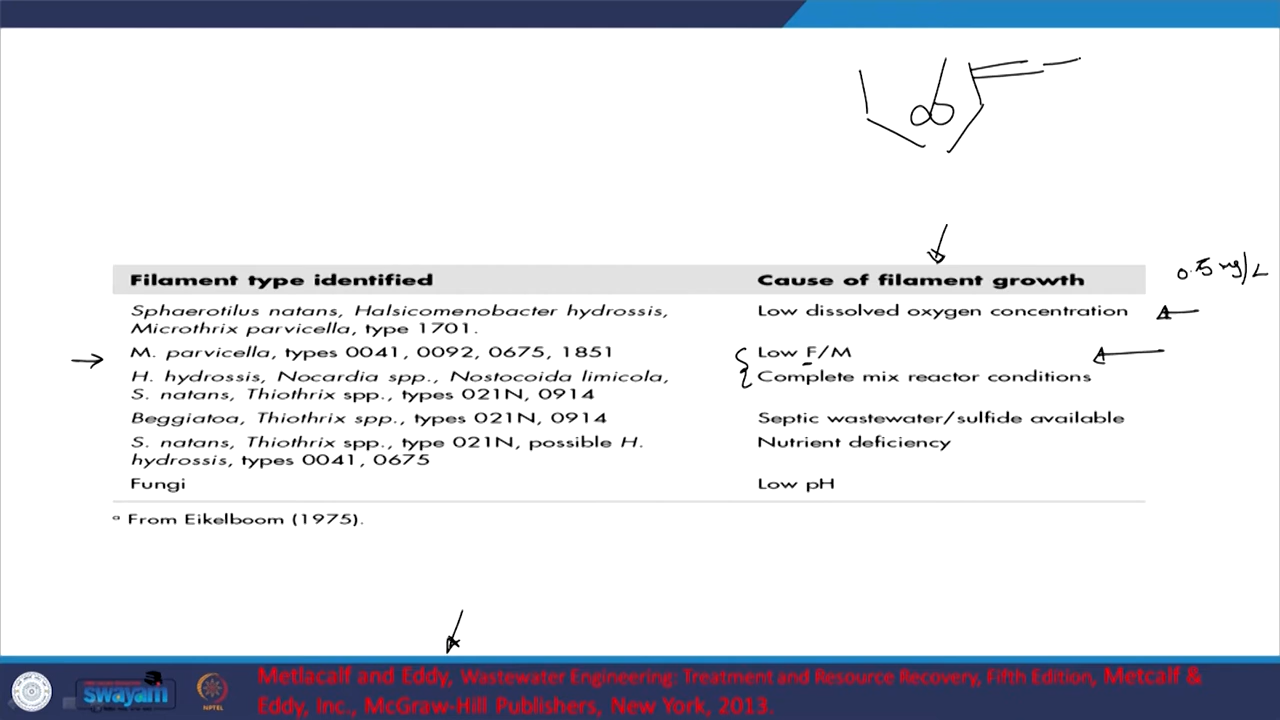 0.5 mg/L
Filament type identified Cause of filament growth
Sphaerotilus natans, Halsicomenobacter hydrossis, Low dissolved oxygen concentration
Microthrix parvicella, type 1701.
M. parvicella, types 0041, 0092, 0675, 1851 Low F/M
H. hydrossis, Nocardia spp., Nostocoida limicola, Complete mix reactor conditions
S. natans, Thiothrix spp., types 021N, 0914
Beggiatoa, Thiothrix spp., types 021N, 0914 Septic wastewater/sulfide available
S. natans, Thiothrix spp., type 021N, possible H. Nutrient deficiency
hydrossis, types 0041, 0675
Fungi Low pH
a From Eikelboom (1975).
Metlacalf and Eddy, Wastewater Engineering: Treatment and Resource Recovery, Fifth Edition, Metcalf &
Eddy, Inc., McGraw-Hill Publishers, New York, 2013.
swayam
NPTEL